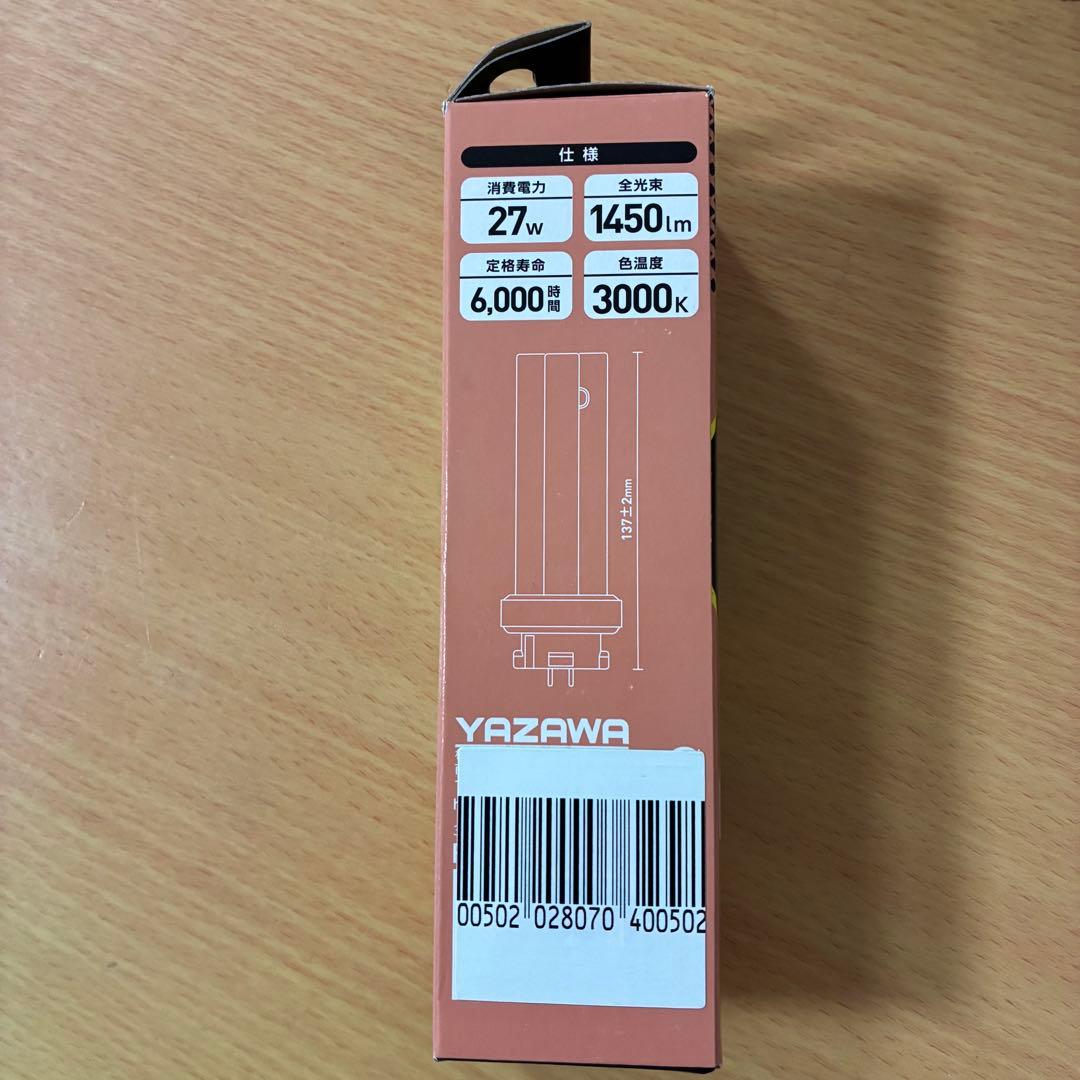 仕様
消費電力
27w
全光束
1450lm
定格寿命
6,000時間
色温度
3000K
137±2mm
YAZAWA
00502 028070 400502